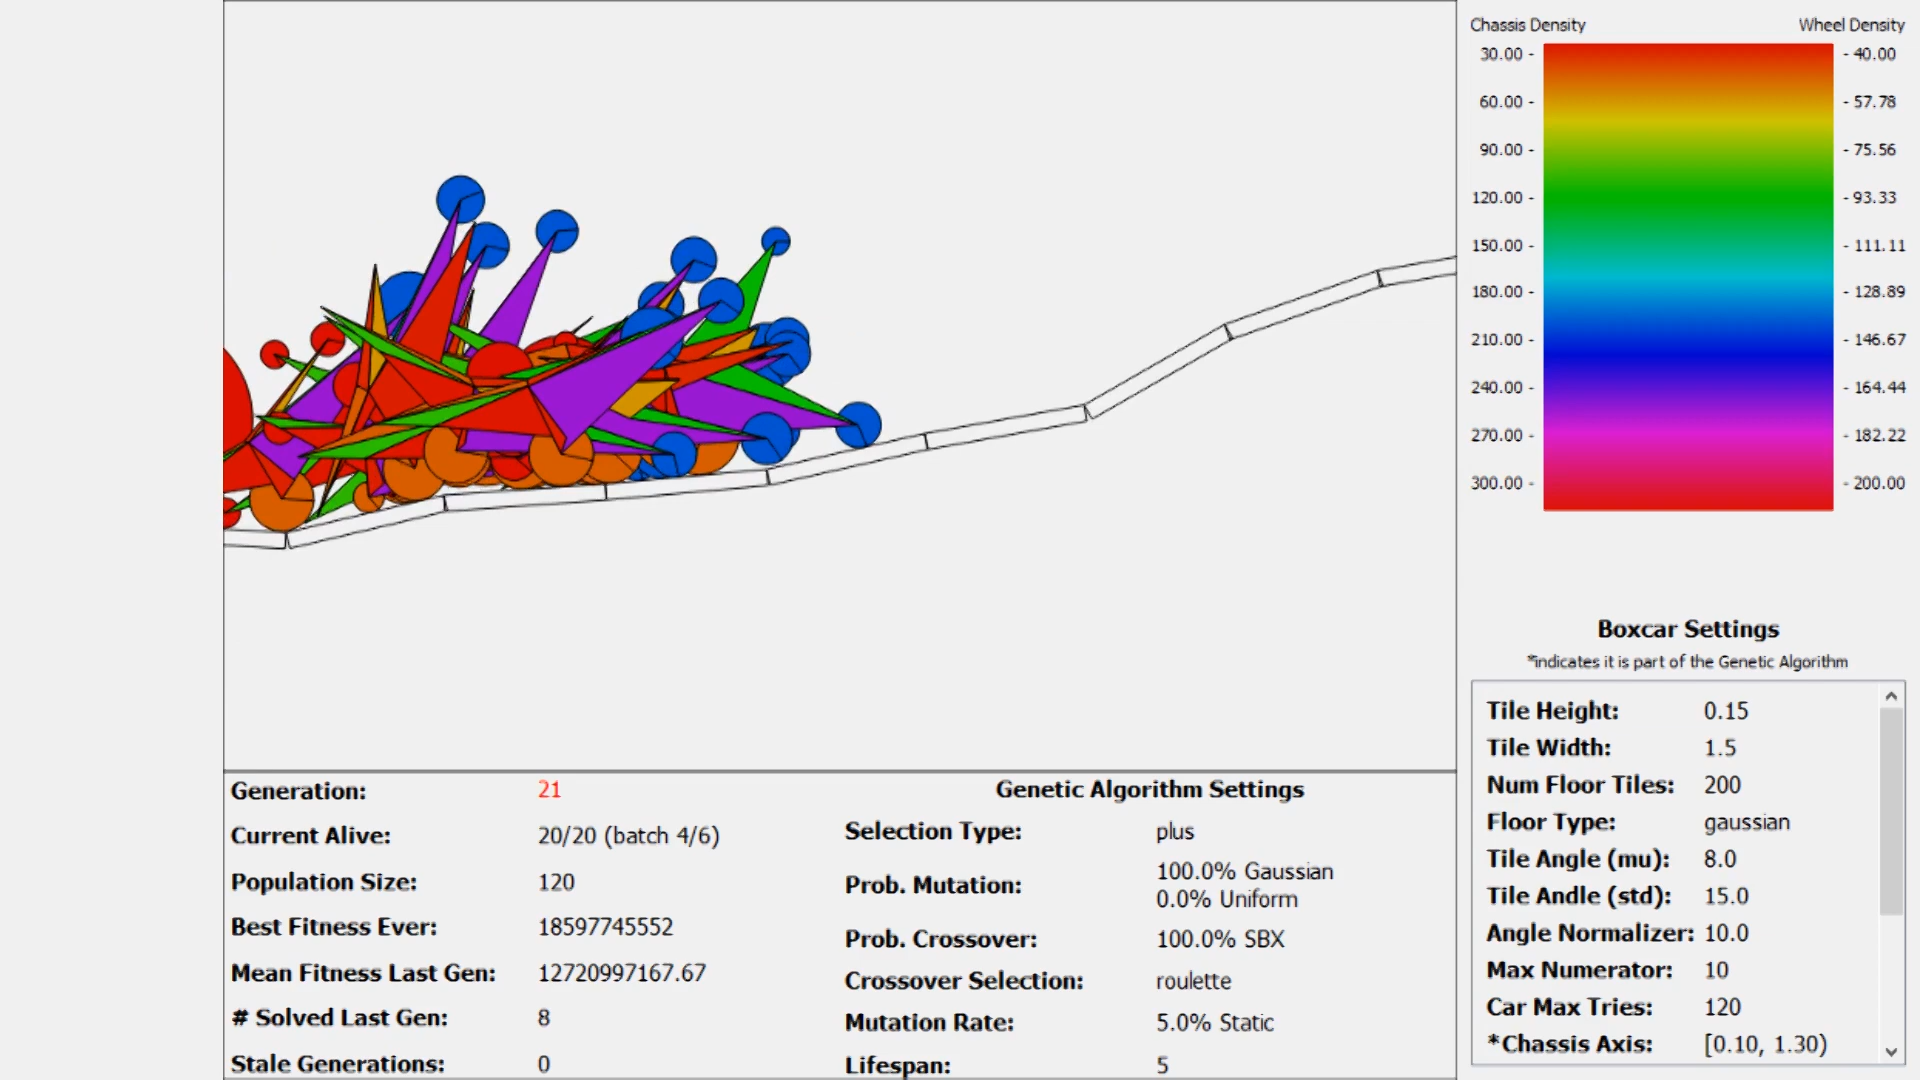 Chassis Density Wheel Density
30.00 - - 40.00
60.00 - - 57.78
90.00 - - 75.56
120.00 - - 93.33
150.00 - - 111.11
180.00 - - 128.89
210.00 - - 146.67
240.00 - - 164.44
270.00 - - 182.22
300.00 - - 200.00
Boxcar Settings
*indicates it is part of the Genetic Algorithm
Tile Height: 0.15
Tile Width: 1.5
Num Floor Tiles: 200
Floor Type: gaussian
Tile Angle (mu): 8.0
Tile Andle (std): 15.0
Angle Normalizer: 10.0
Max Numerator: 10
Car Max Tries: 120
*Chassis Axis: [0.10, 1.30)
Generation: 21
Current Alive: 20/20 (batch 4/6)
Population Size: 120
Best Fitness Ever: 18597745552
Mean Fitness Last Gen: 12720997167.67
# Solved Last Gen: 8
Stale Generations: 0
Genetic Algorithm Settings
Selection Type: plus
Prob. Mutation: 100.0% Gaussian
0.0% Uniform
Prob. Crossover: 100.0% SBX
Crossover Selection: roulette
Mutation Rate: 5.0% Static
Lifespan: 5